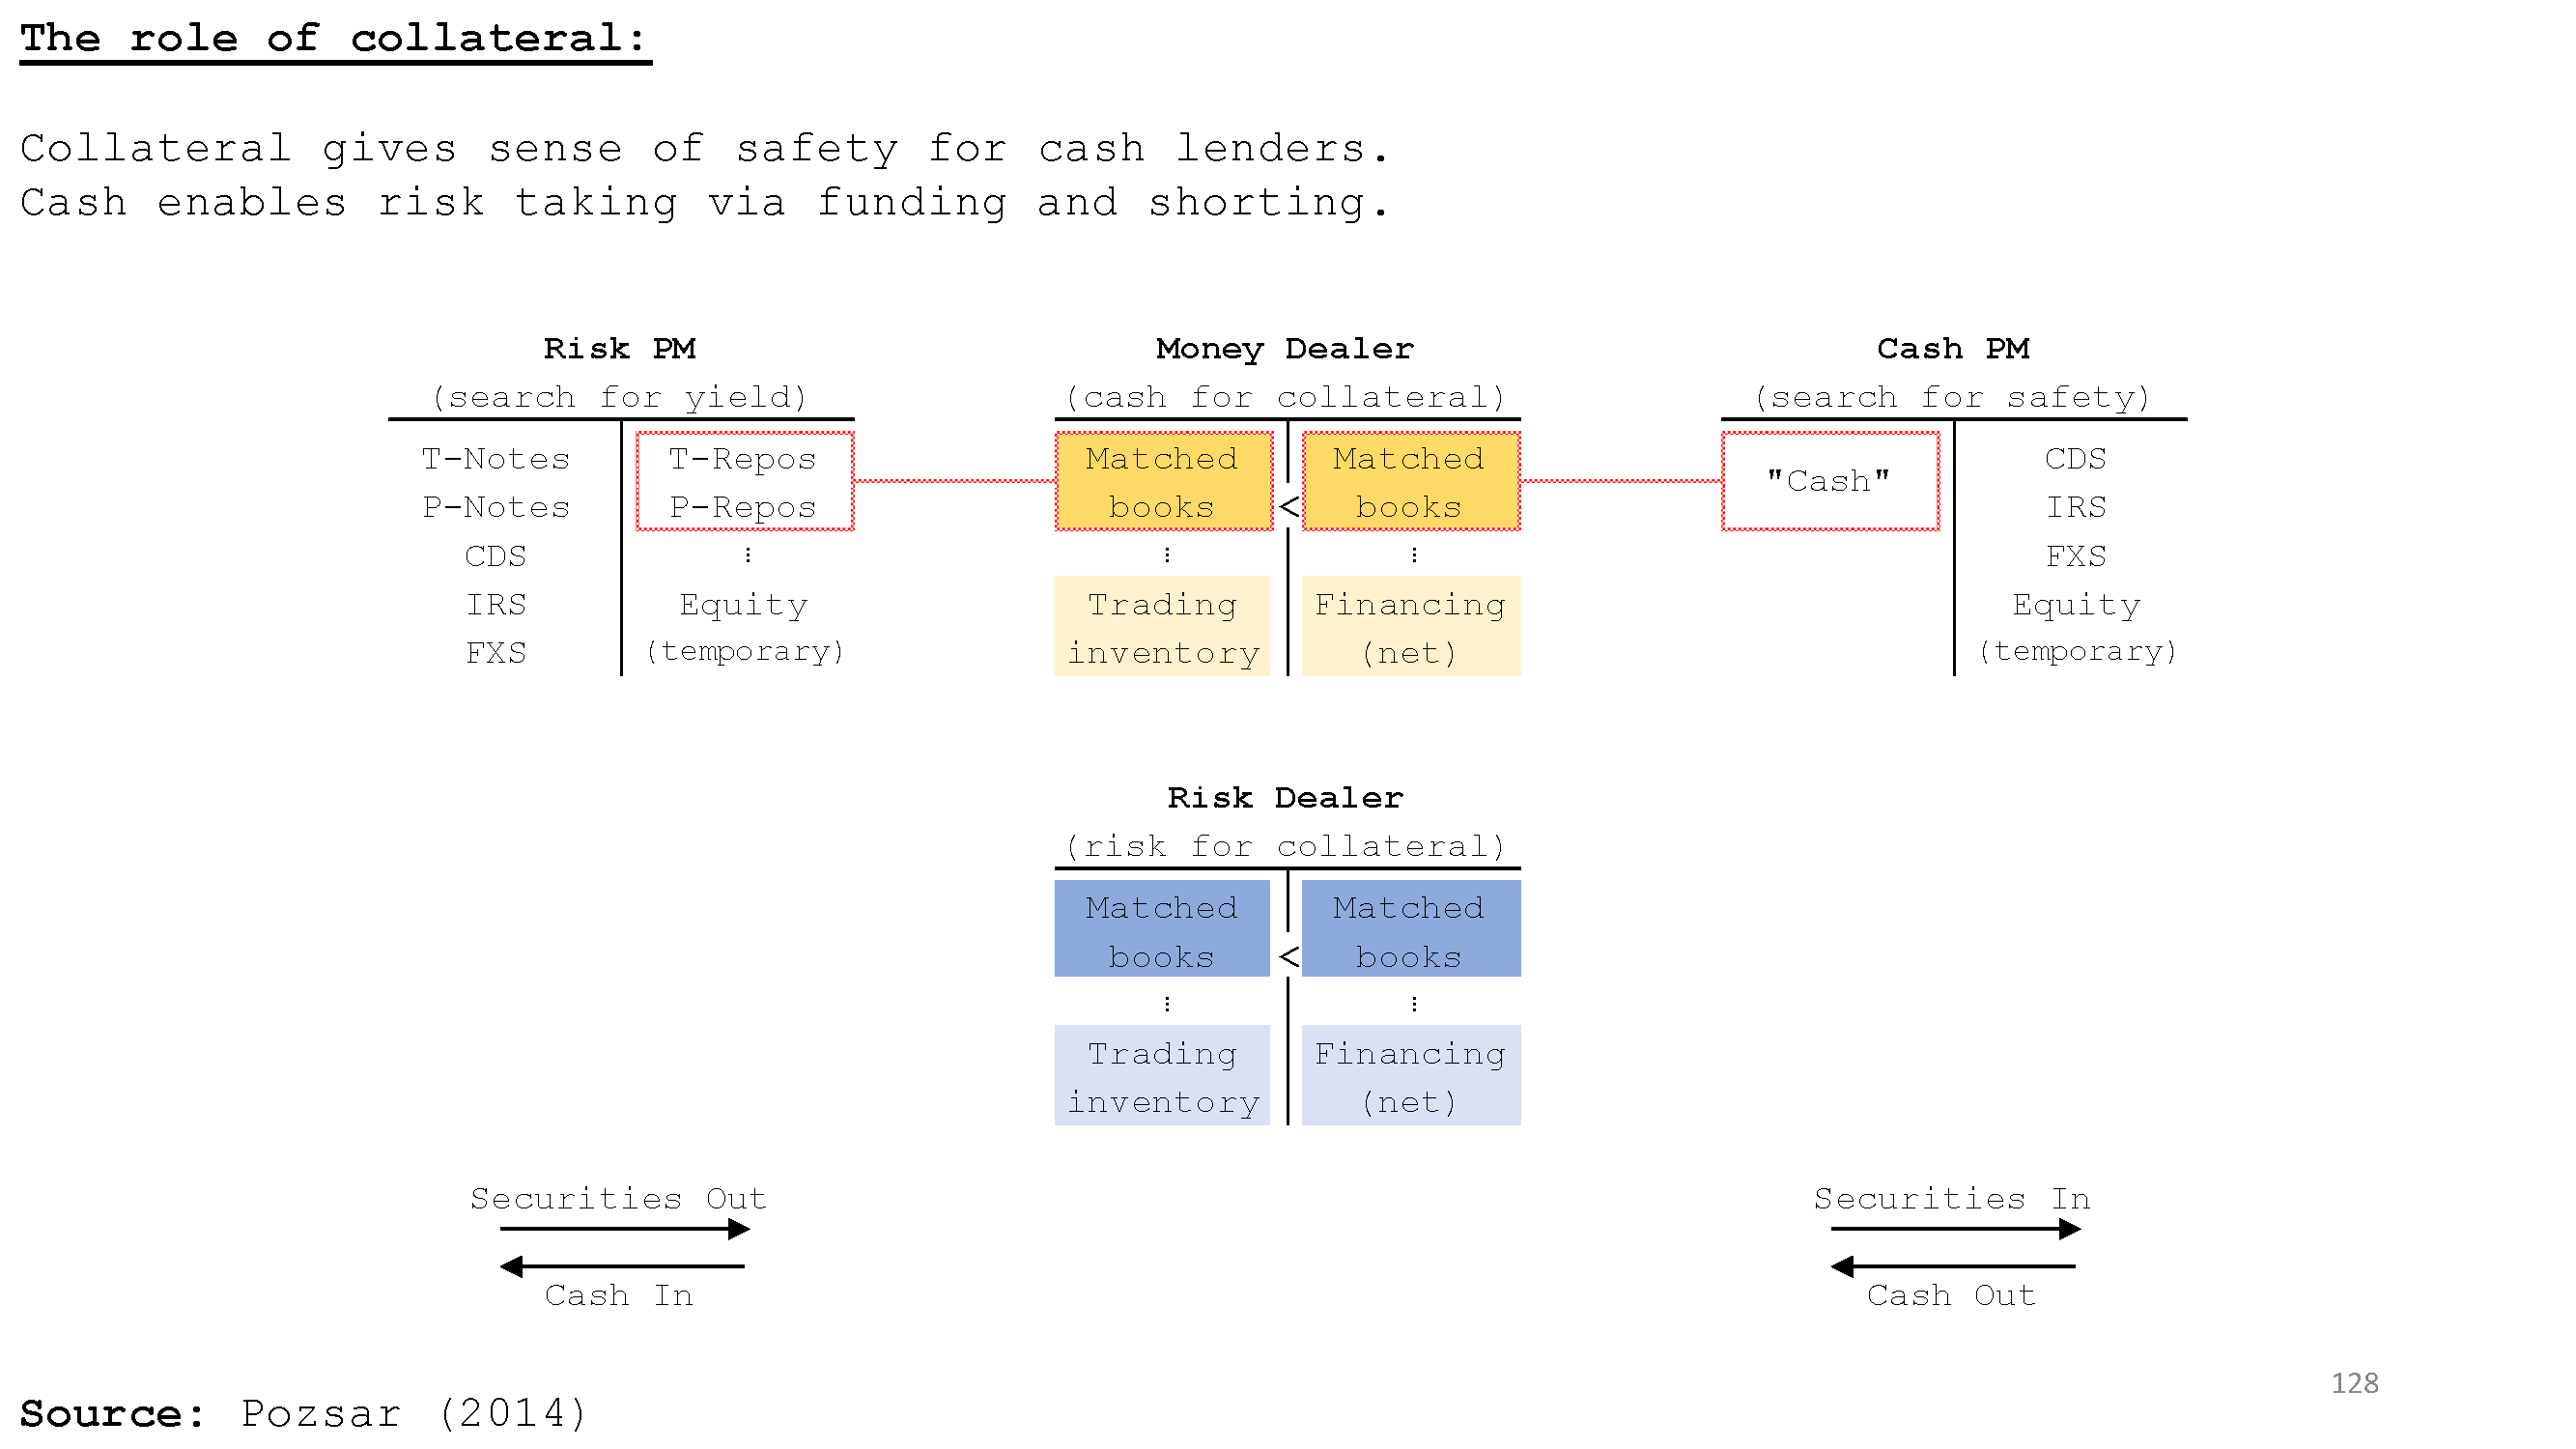 The role of collateral:
Collateral gives sense of safety for cash lenders.
Cash enables risk taking via funding and shorting.
Risk PM
(search for yield)
T-Notes
P-Notes
CDS
IRS
FXS
T-Repos
P-Repos
⋮
Equity
(temporary)
Money Dealer
(cash for collateral)
Matched
books
⋮
Trading
inventory
<
Matched
books
⋮
Financing
(net)
Cash PM
(search for safety)
"Cash"
CDS
IRS
FXS
Equity
(temporary)
Risk Dealer
(risk for collateral)
Matched
books
⋮
Trading
inventory
<
Matched
books
⋮
Financing
(net)
Securities Out
Cash In
Securities In
Cash Out
128
Source: Pozsar (2014)